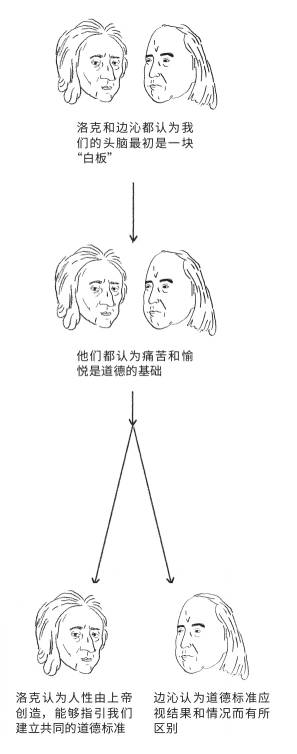 洛克和边沁都认为我
们的头脑最初是一块
“白板”
他们都认为痛苦和愉
悦是道德的基础
洛克认为人性由上帝
创造，能够指引我们
建立共同的道德标准
边沁认为道德标准应
视结果和情况而有所
区别